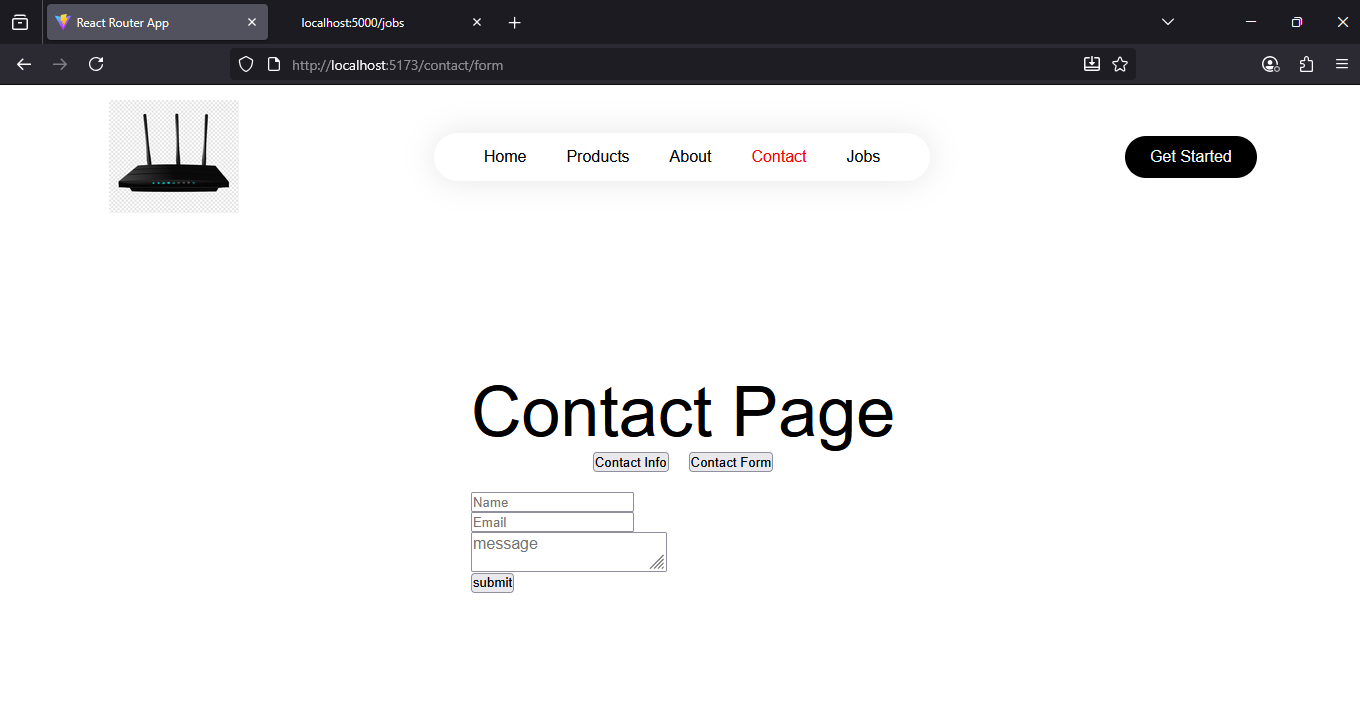 React Router App
localhost:5000/jobs
http://localhost:5173/contact/form
Home Products About Contact Jobs
Get Started
Contact Page
Contact Info Contact Form
Name
Email
message
submit